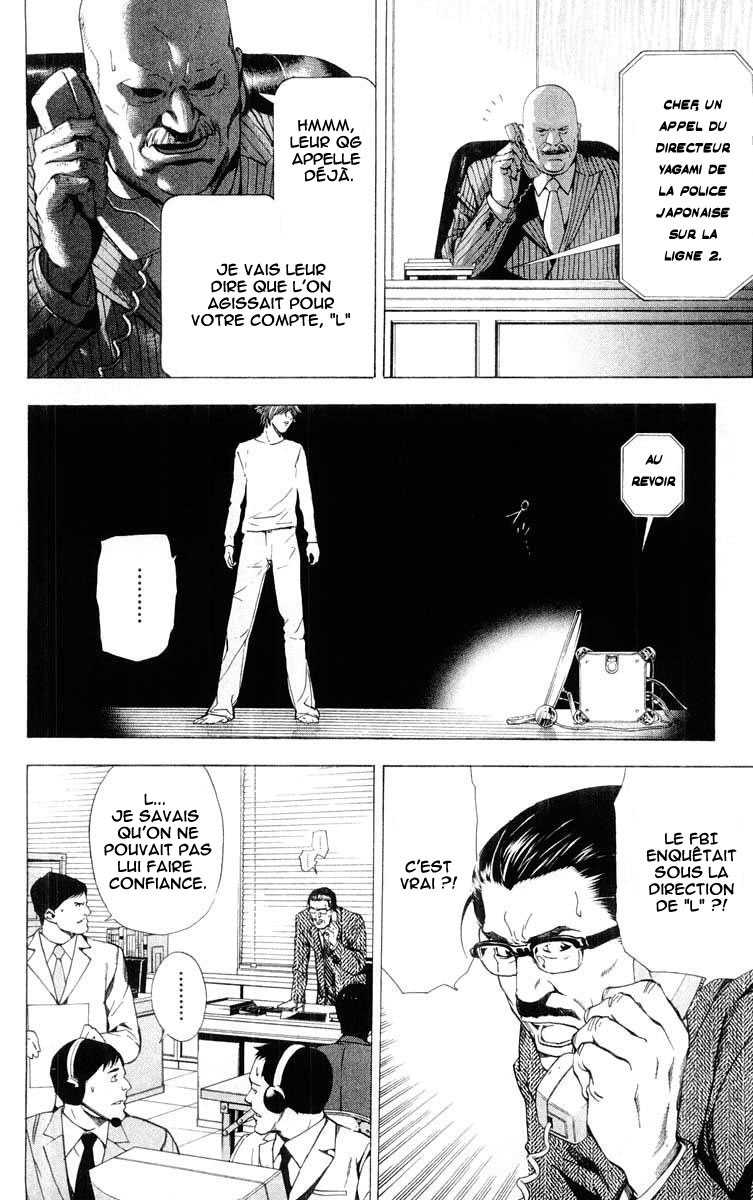 CHEF, UN
APPEL DU
DIRECTEUR
YAGAMI DE
LA POLICE
JAPONAISE
SUR LA
LIGNE 2.
HMMM,
LEUR QG
APPELLE
DÉJÀ.
JE VAIS LEUR
DIRE QUE L'ON
AGISSAIT POUR
VOTRE COMPTE, "L"
AU
REVOIR
........
LE FBI
ENQUÊTAIT
SOUS LA
DIRECTION
DE "L" ?!
C'EST
VRAI ?!
L...
JE SAVAIS
QU'ON NE
POUVAIT PAS
LUI FAIRE
CONFIANCE.
........